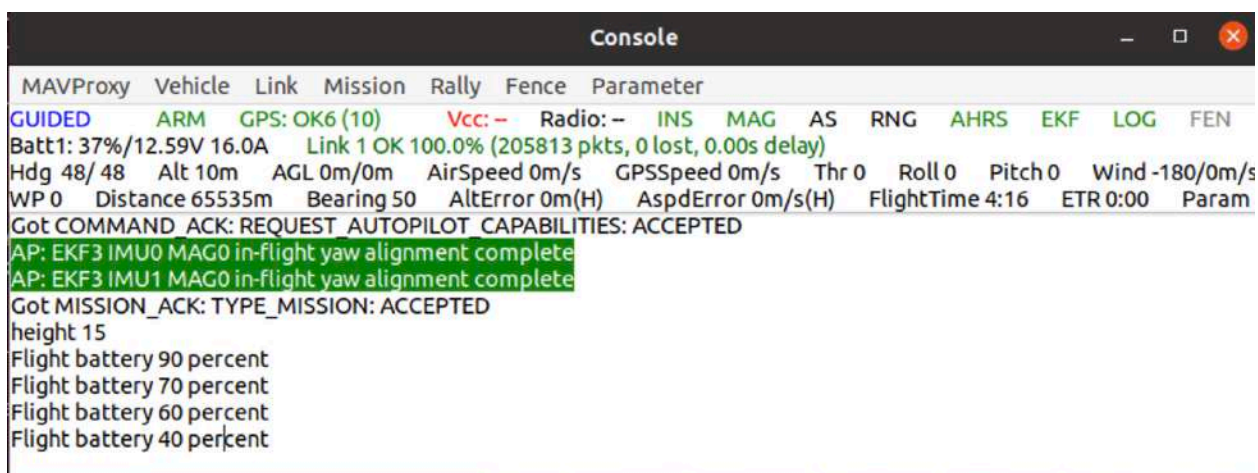 Console
MAVProxy Vehicle Link Mission Rally Fence Parameter
GUIDED ARM GPS: OK6 (10) Vcc: -- Radio: -- INS MAG AS RNG AHRS EKF LOG FEN
Batt1: 37%/12.59V 16.0A Link 1 OK 100.0% (205813 pkts, 0 lost, 0.00s delay)
Hdg 48/ 48 Alt 10m AGL 0m/0m AirSpeed 0m/s GPSSpeed 0m/s Thr 0 Roll 0 Pitch 0 Wind -180/0m/s
WP 0 Distance 65535m Bearing 50 AltError 0m(H) AspdError 0m/s(H) FlightTime 4:16 ETR 0:00 Param
Got COMMAND_ACK: REQUEST_AUTOPILOT_CAPABILITIES: ACCEPTED
AP: EKF3 IMU0 MAG0 in-flight yaw alignment complete
AP: EKF3 IMU1 MAG0 in-flight yaw alignment complete
Got MISSION_ACK: TYPE_MISSION: ACCEPTED
height 15
Flight battery 90 percent
Flight battery 70 percent
Flight battery 60 percent
Flight battery 40 percent